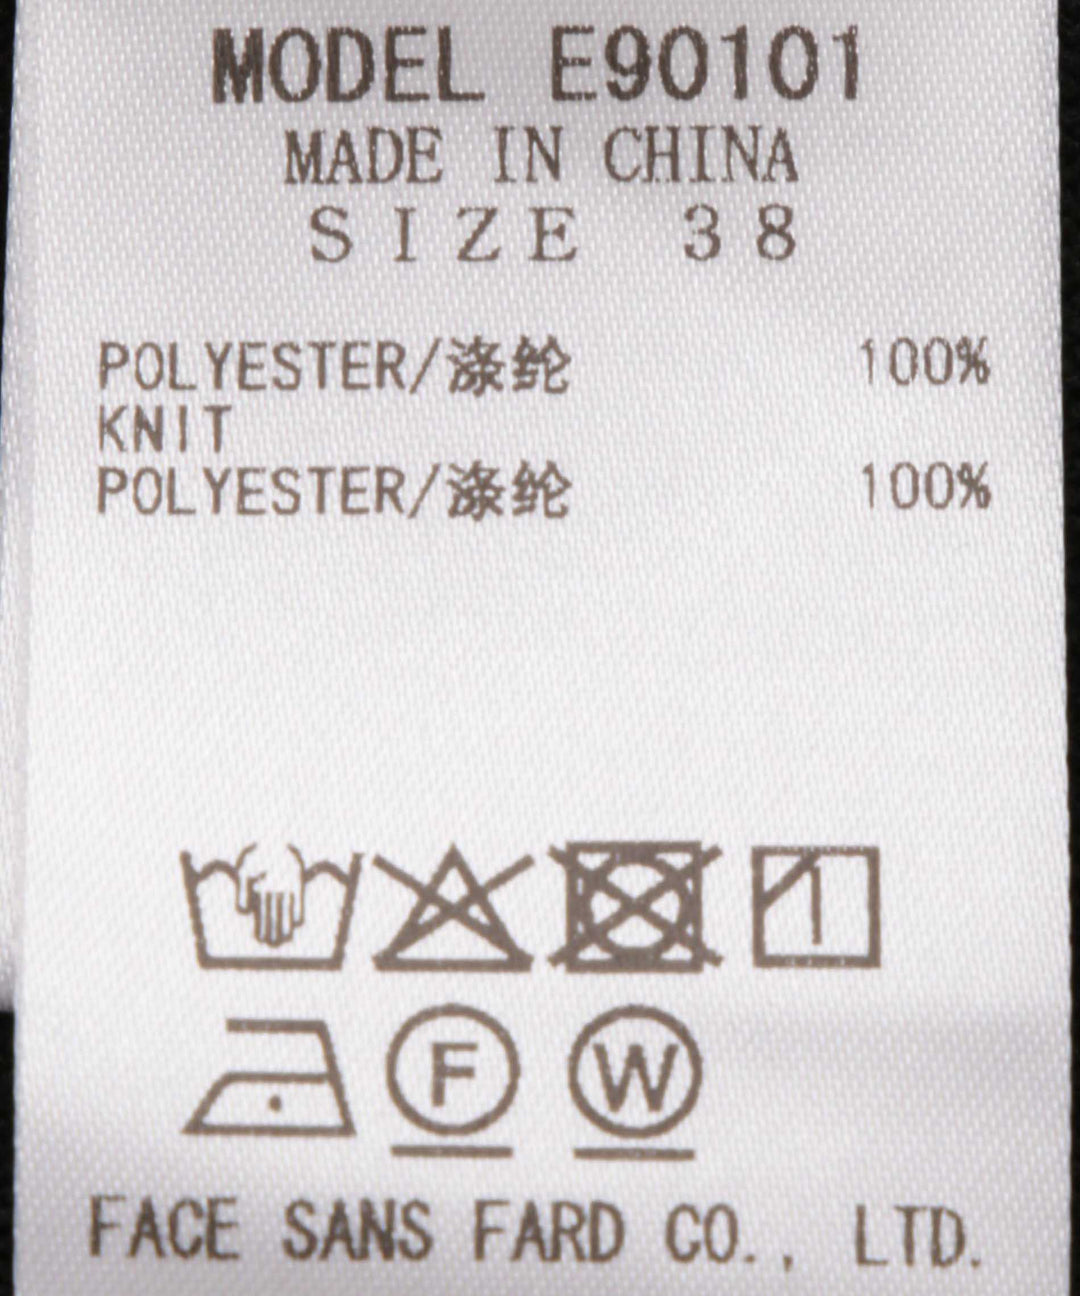 MODEL E90101
MADE IN CHINA
SIZE 38
POLYESTER/涤纶 100%
KNIT
POLYESTER/涤纶 100%
F W
FACE SANS FARD CO., LTD.